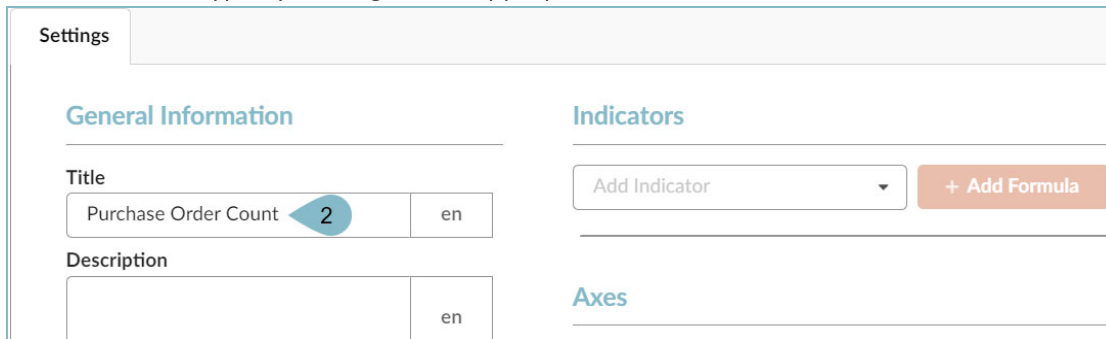 Settings
General Information
Title
Purchase Order Count 2 en
Description
en
Indicators
Add Indicator + Add Formula
Axes